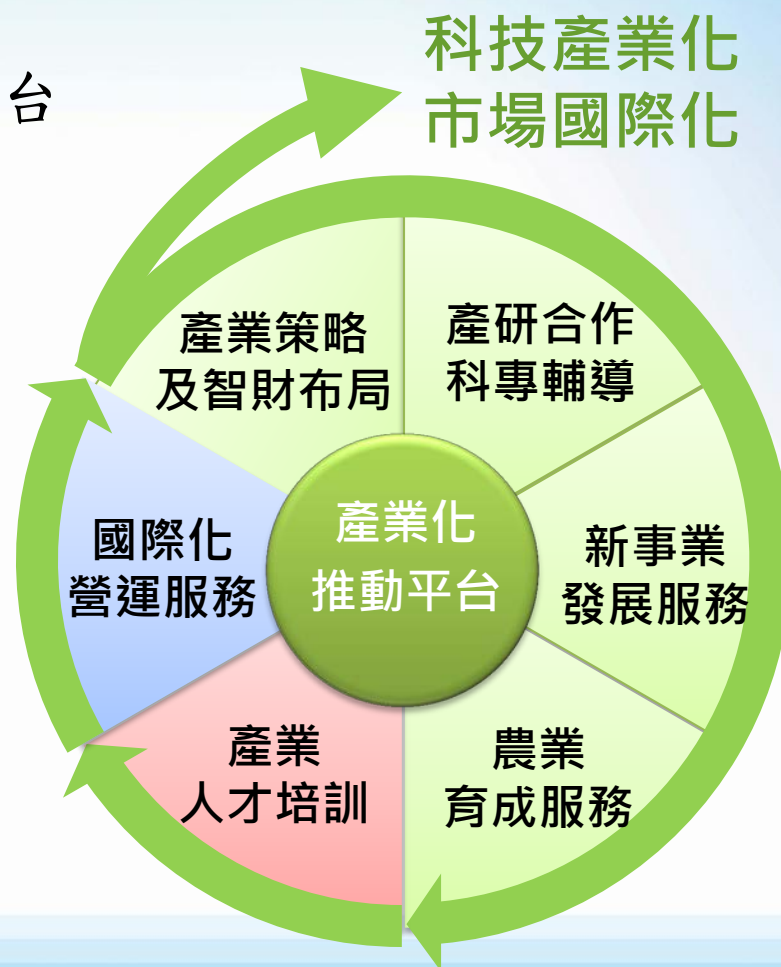 台
科技產業化
市場國際化
產業策略
及智財布局
產研合作
科專輔導
國際化
營運服務
產業化
推動平台
新事業
發展服務
產業
人才培訓
農業
育成服務